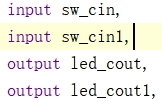 input sw_cin,
input sw_cin1,
output led_cout,
output led_cout1,